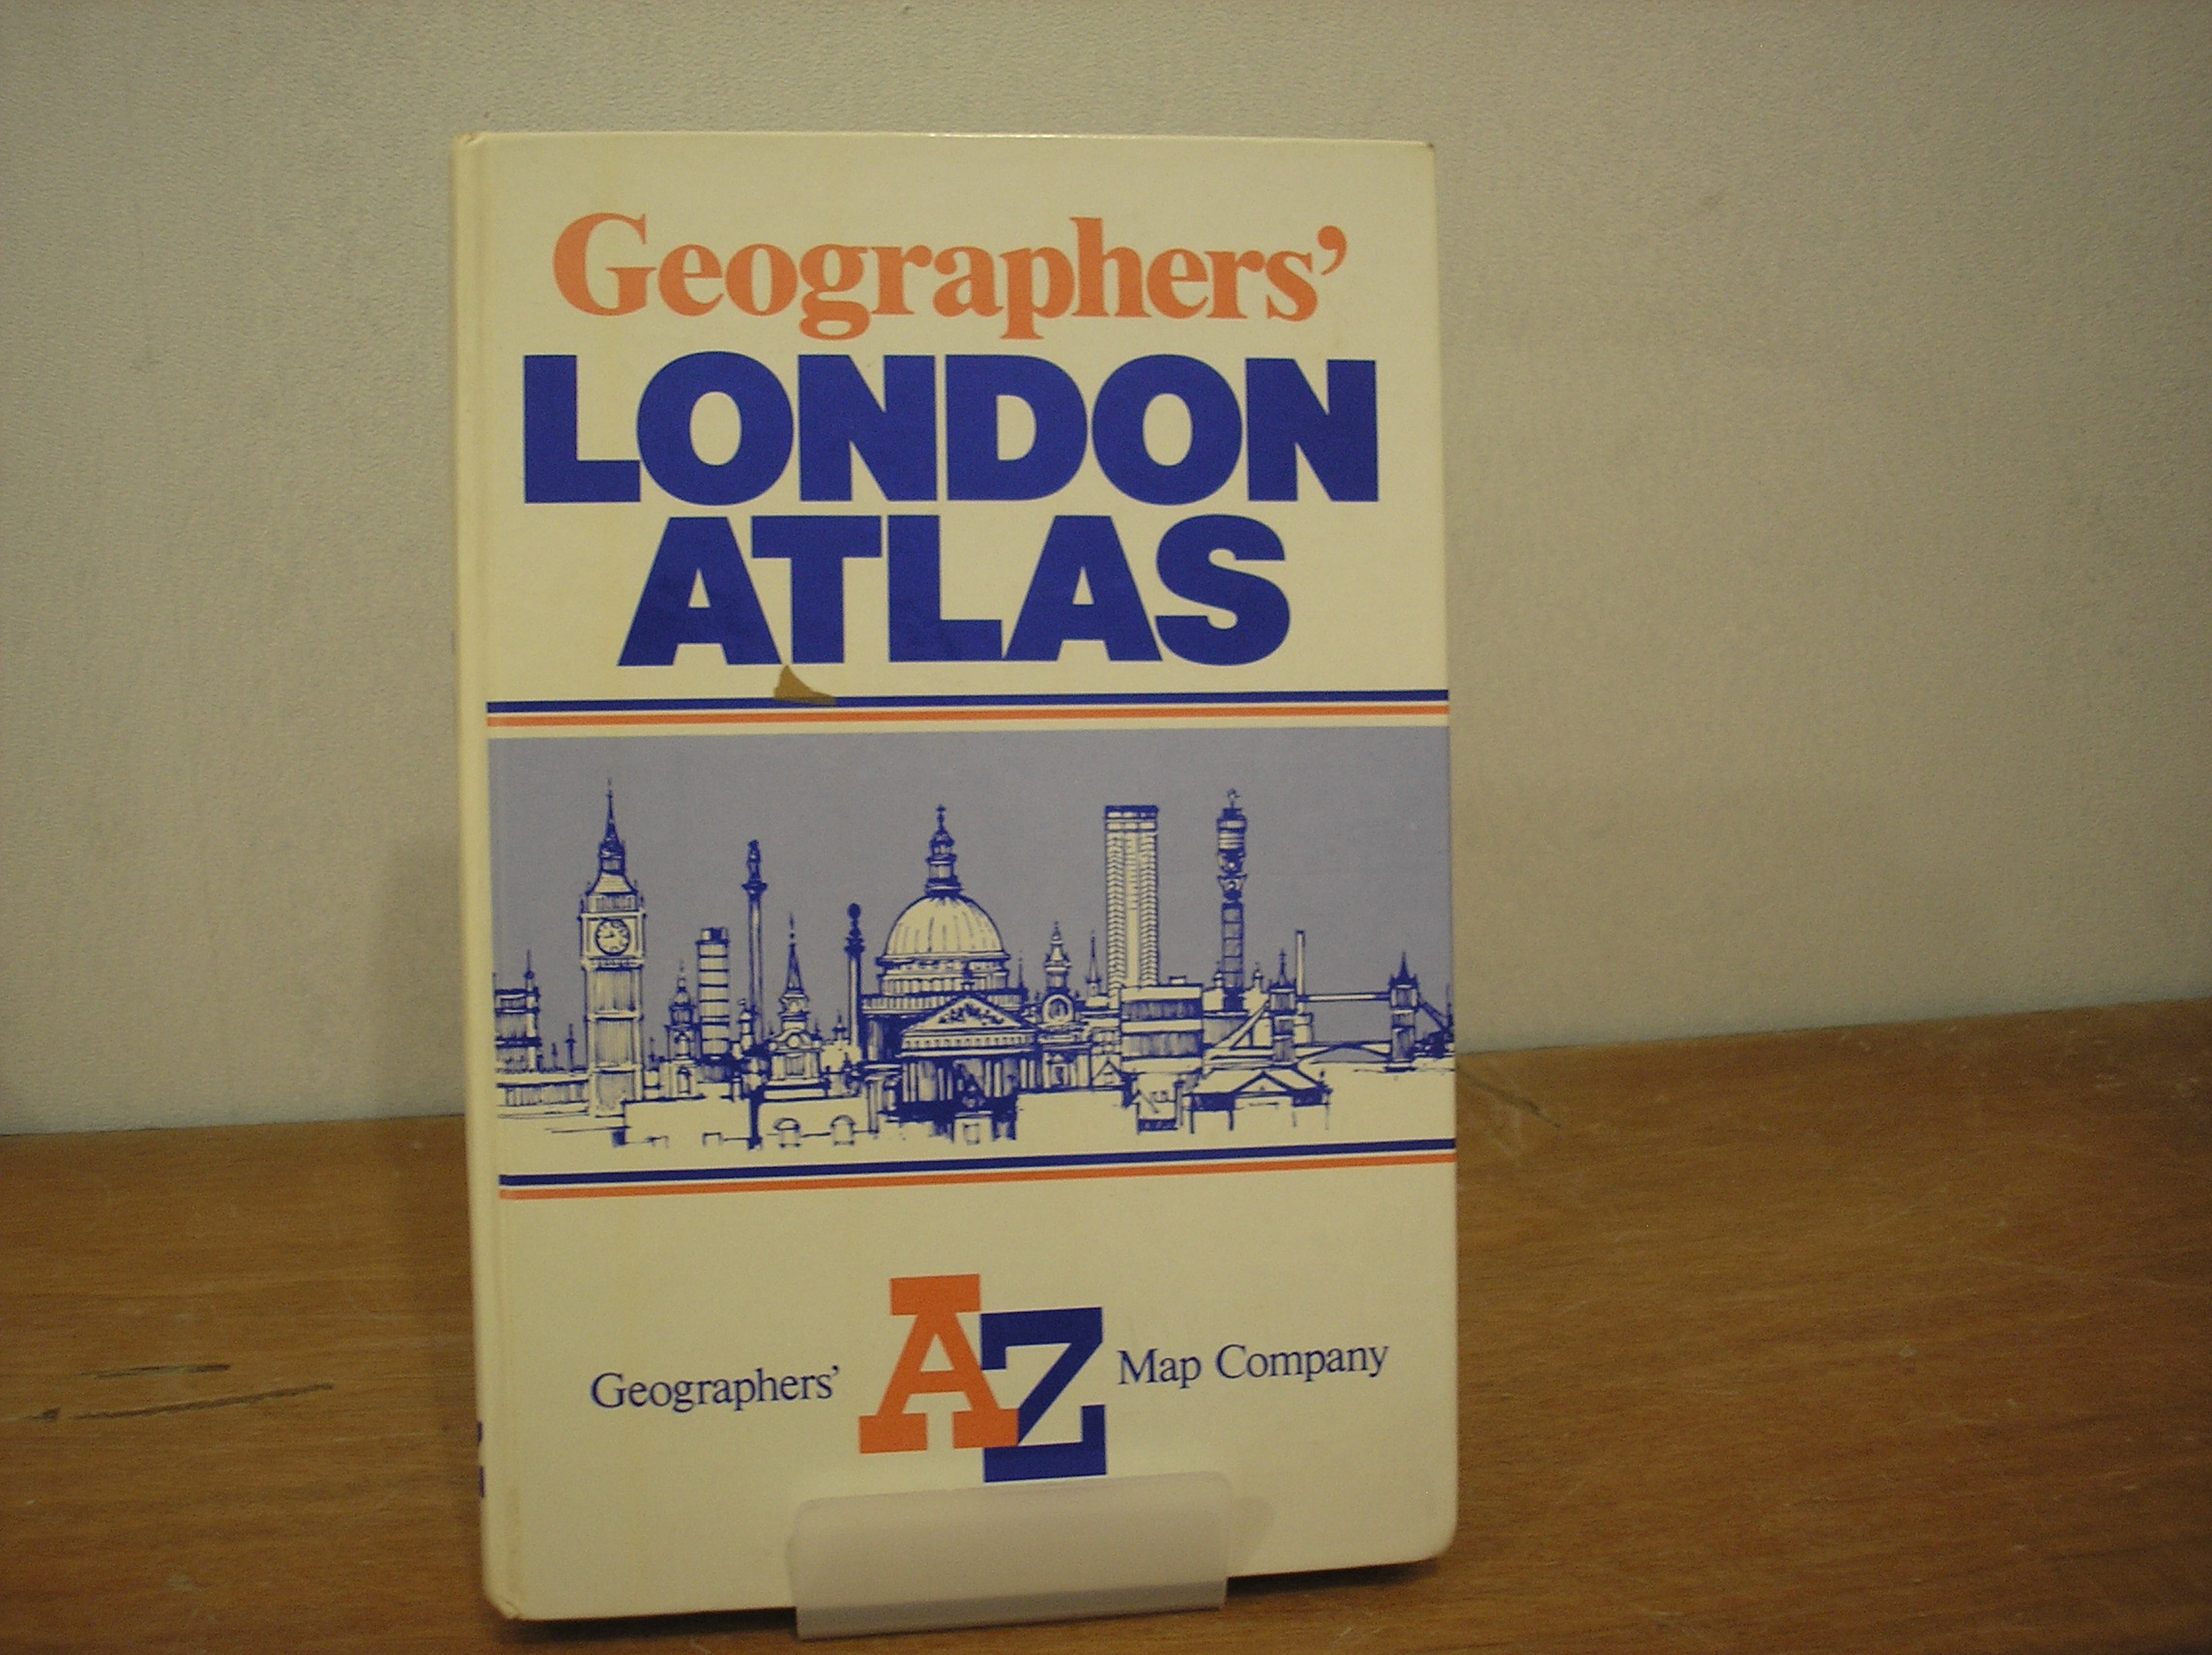 Geographers’
LONDON
ATLAS
Geographers’ AZ Map Company